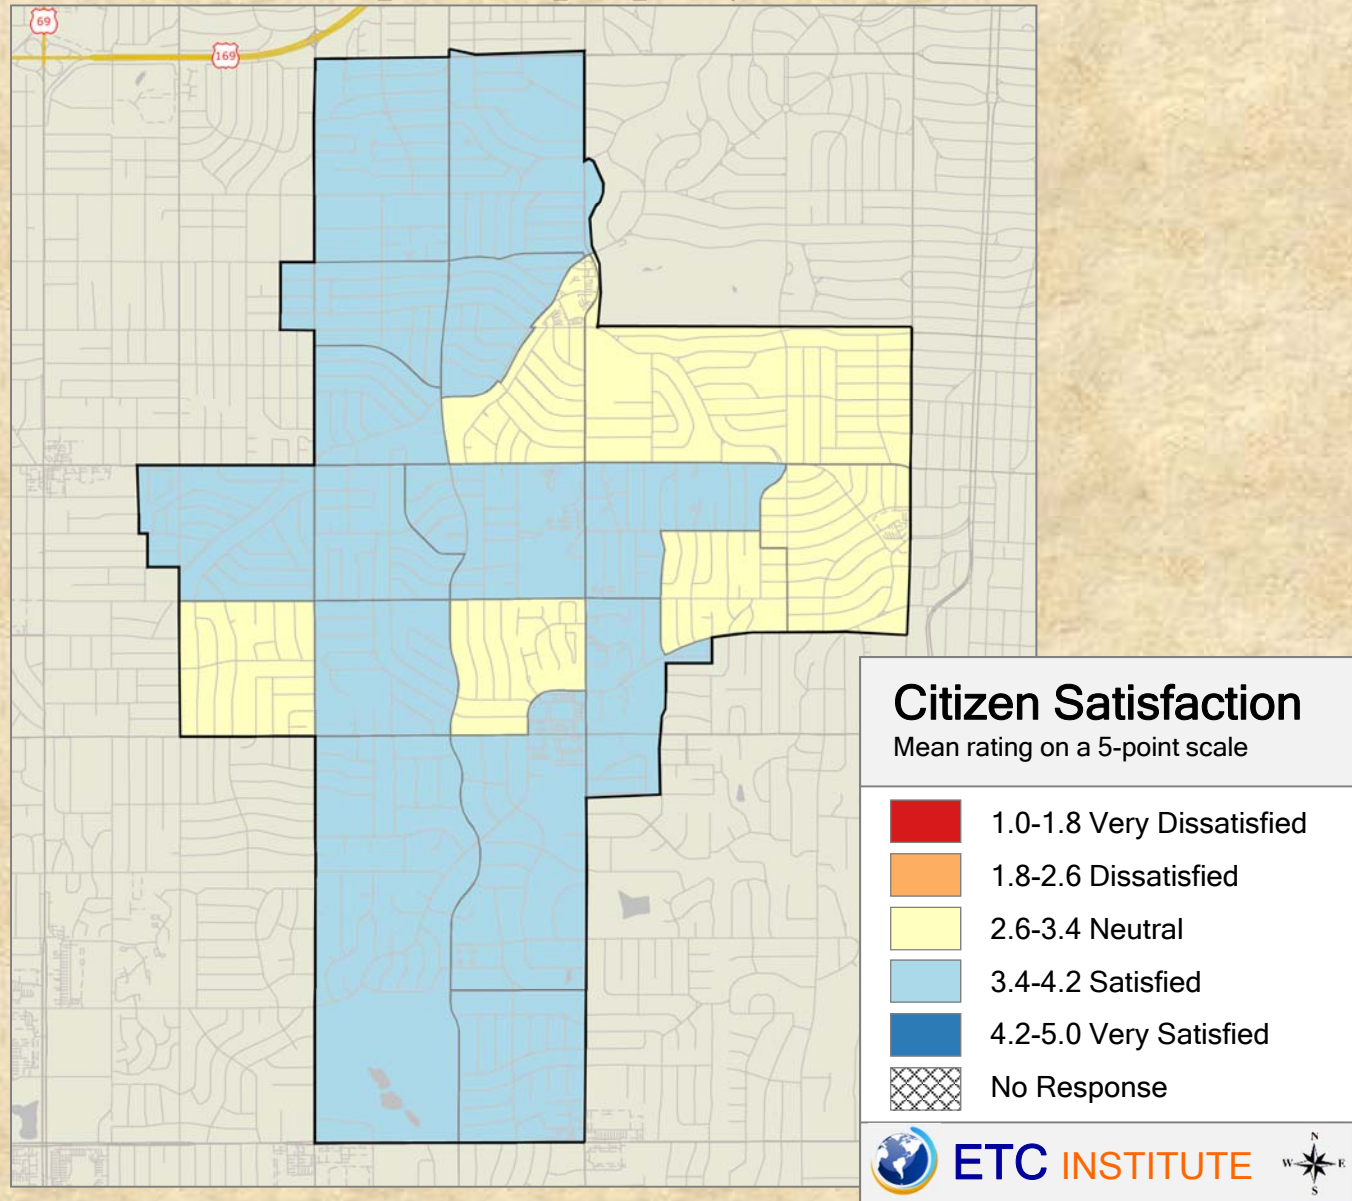 69
169
Citizen Satisfaction
Mean rating on a 5-point scale
1.0-1.8 Very Dissatisfied
1.8-2.6 Dissatisfied
2.6-3.4 Neutral
3.4-4.2 Satisfied
4.2-5.0 Very Satisfied
No Response
ETC INSTITUTE
N
W E
S